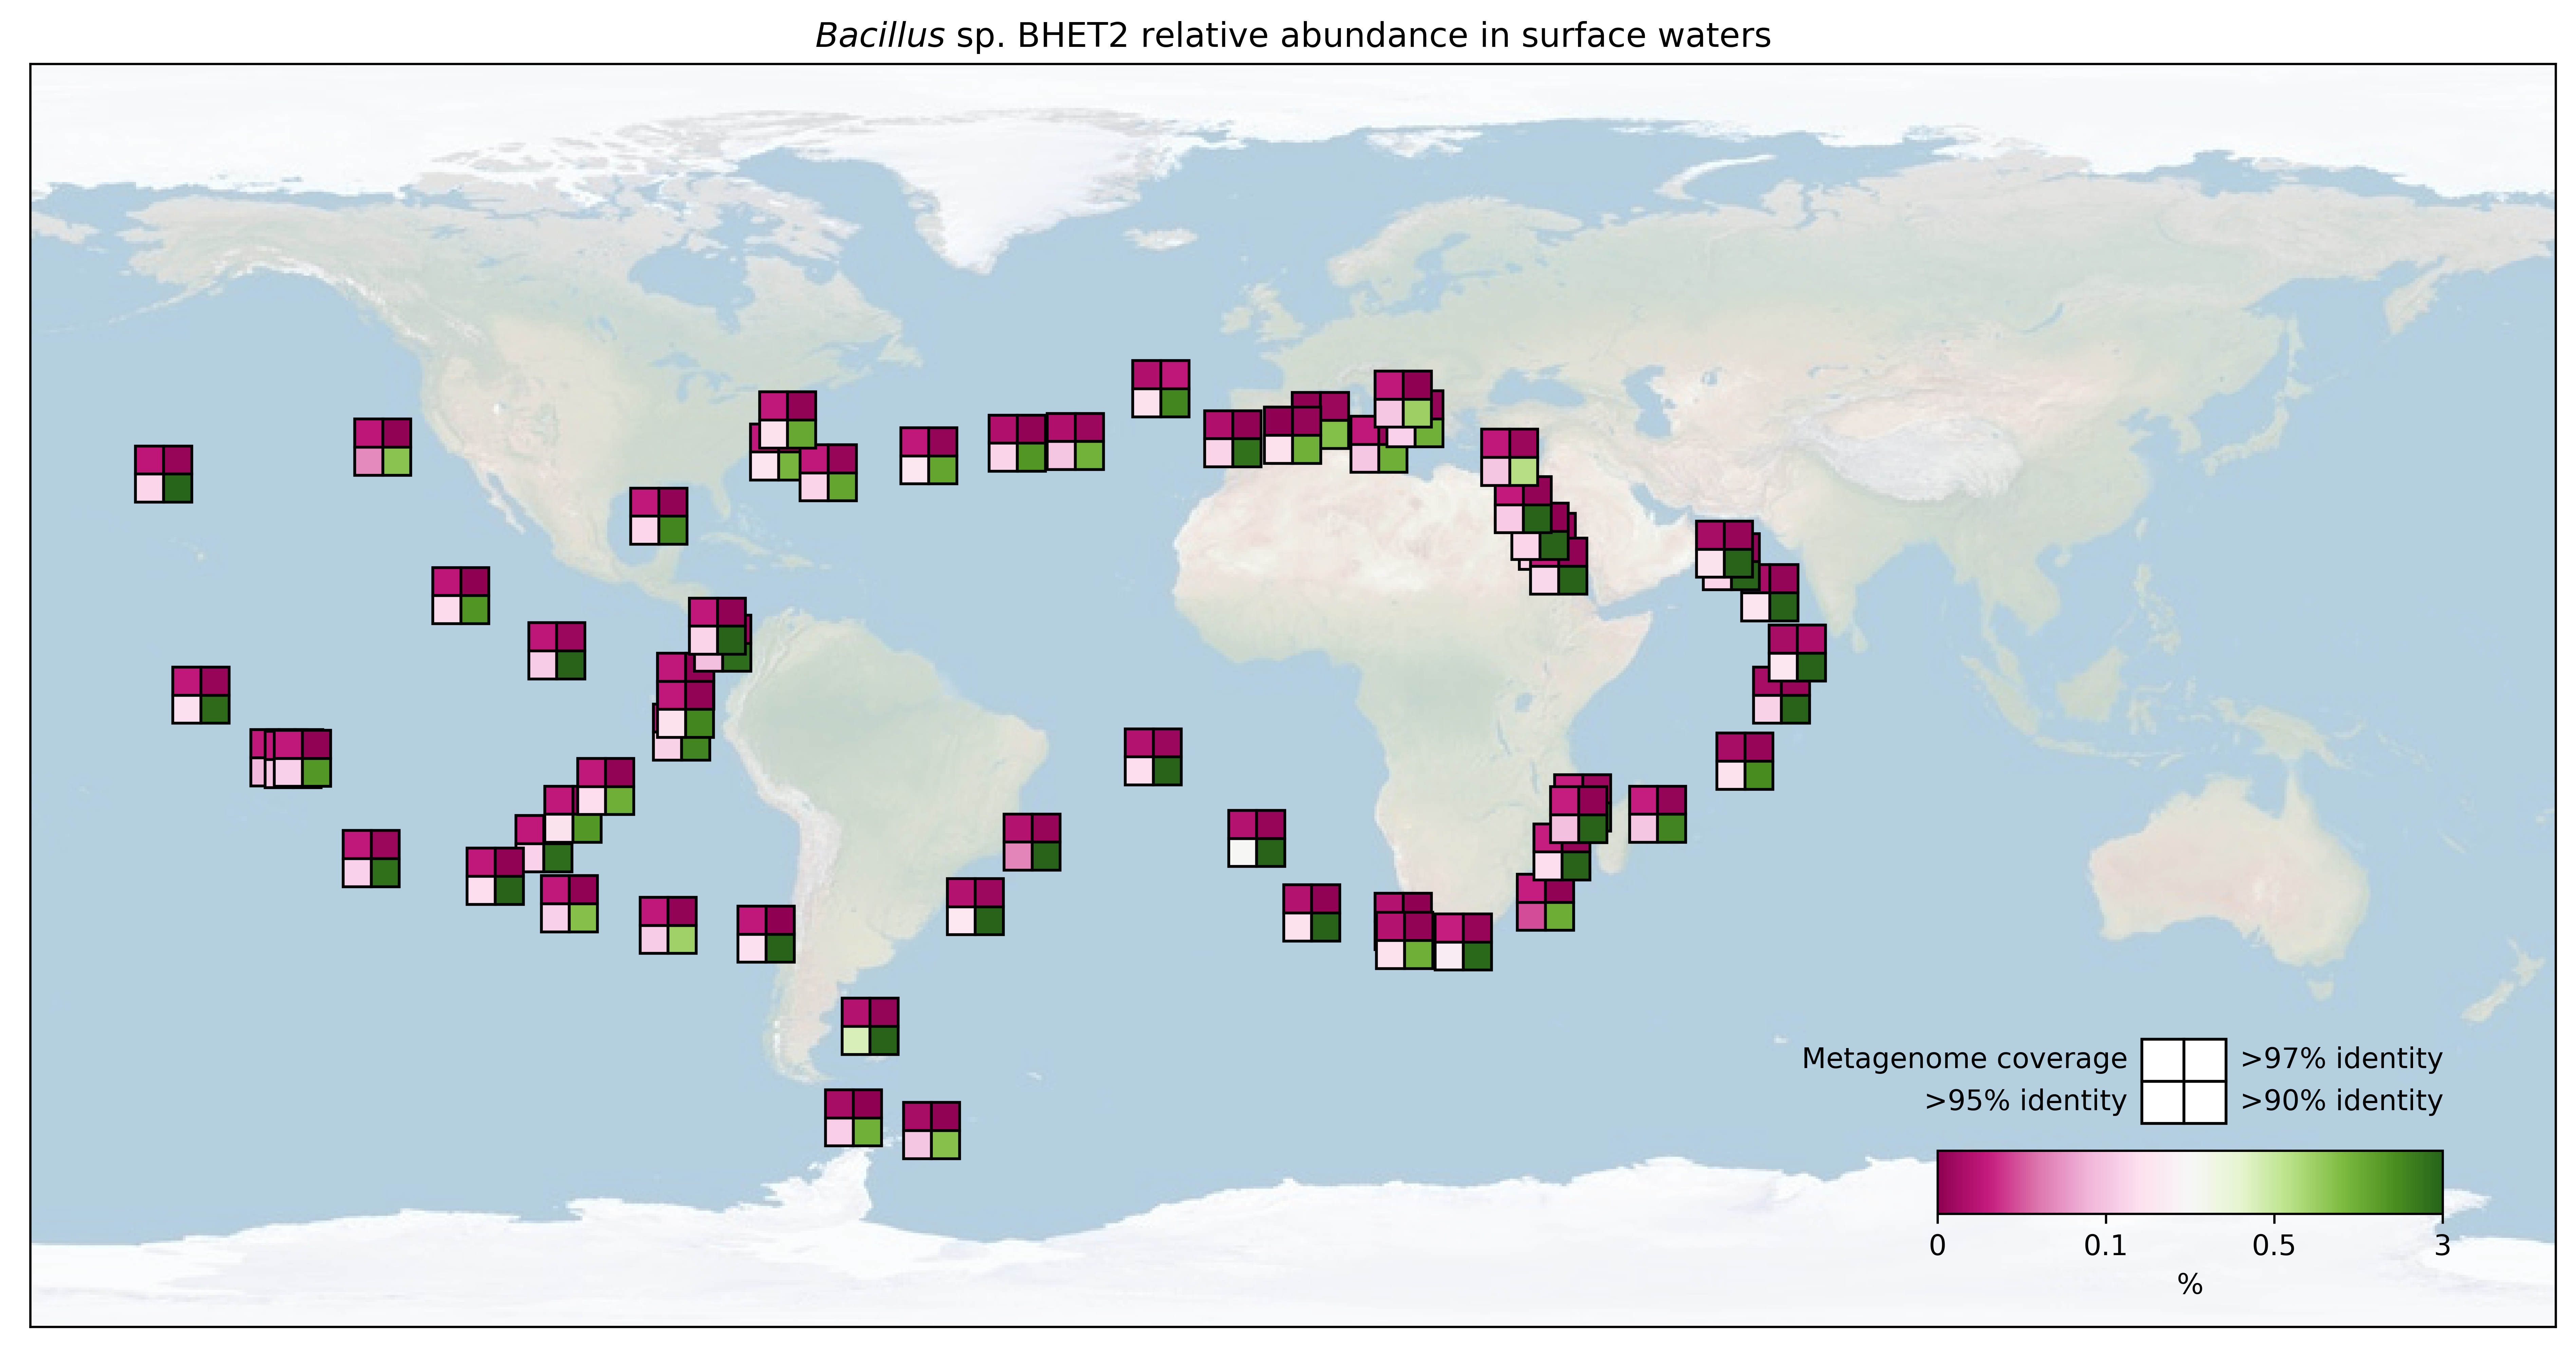 Bacillus sp. BHET2 relative abundance in surface waters
Metagenome coverage >97% identity
>95% identity >90% identity
0 0.1 0.5 3
%